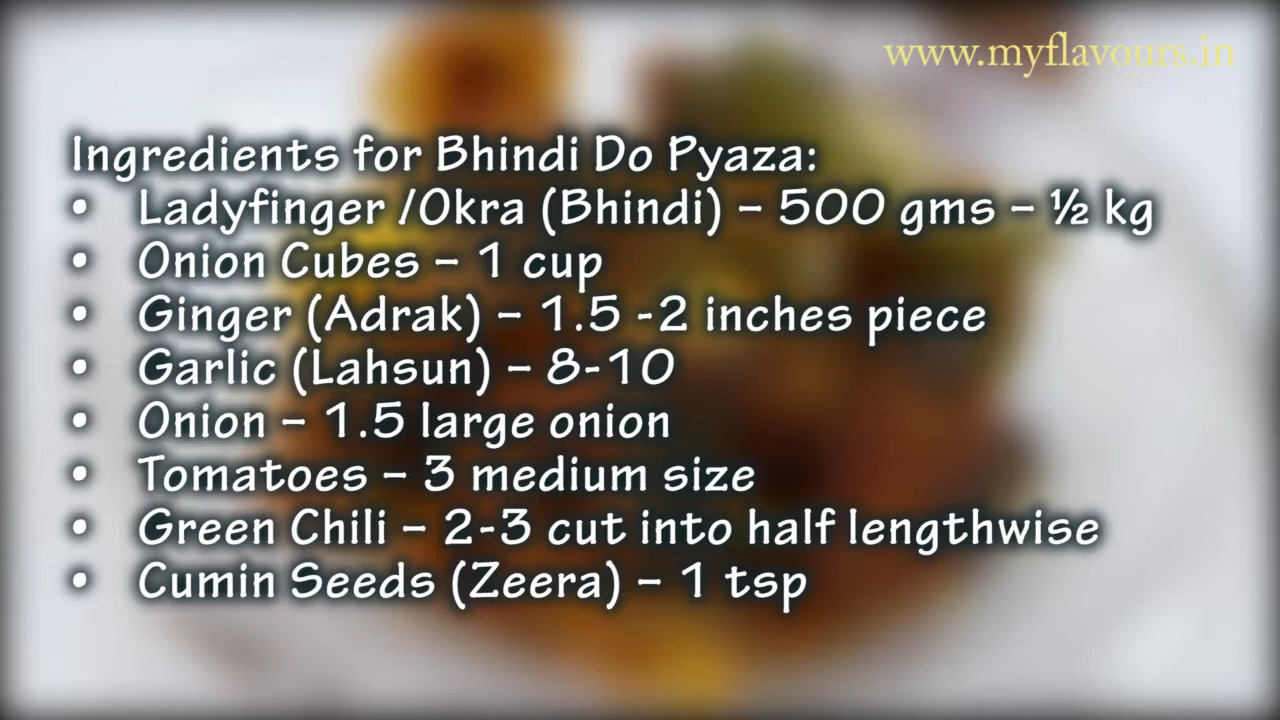 www.myflavours.in
Ingredients for Bhindi Do Pyaza:
• Ladyfinger /Okra (Bhindi) – 500 gms – ½ kg
• Onion Cubes – 1 cup
• Ginger (Adrak) – 1.5 -2 inches piece
• Garlic (Lahsun) – 8-10
• Onion – 1.5 large onion
• Tomatoes – 3 medium size
• Green Chili – 2-3 cut into half lengthwise
• Cumin Seeds (Zeera) – 1 tsp